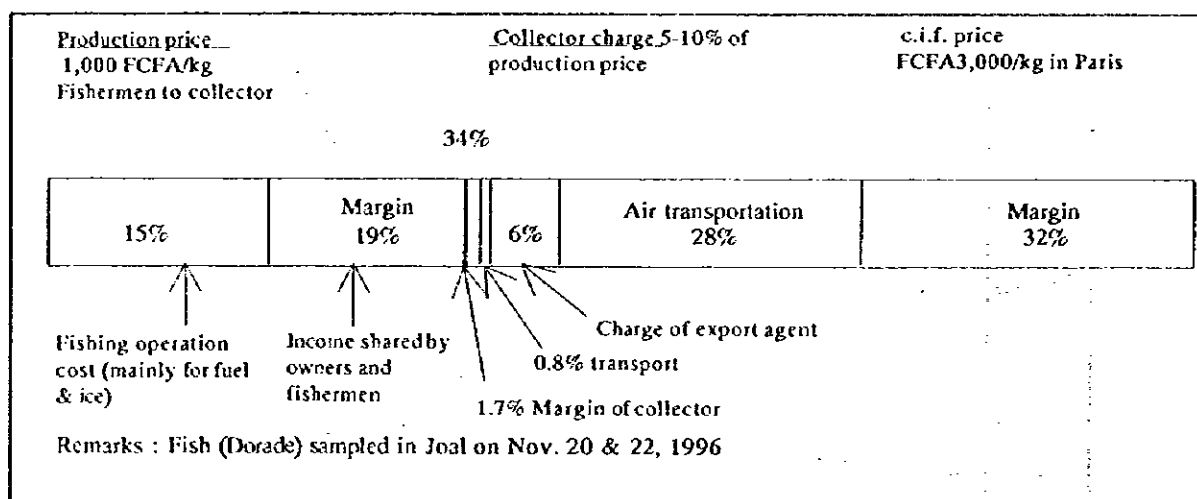 Production price
1,000 FCFA/kg
Fishermen to collector
Collector charge 5-10% of
production price
c.i.f. price
FCFA3,000/kg in Paris
34%
15%
Margin
19%
6%
Air transportation
28%
Margin
32%
Fishing operation
cost (mainly for fuel
& ice)
Income shared by
owners and
fishermen
Charge of export agent
0.8% transport
1.7% Margin of collector
Remarks : Fish (Dorade) sampled in Joal on Nov. 20 & 22, 1996